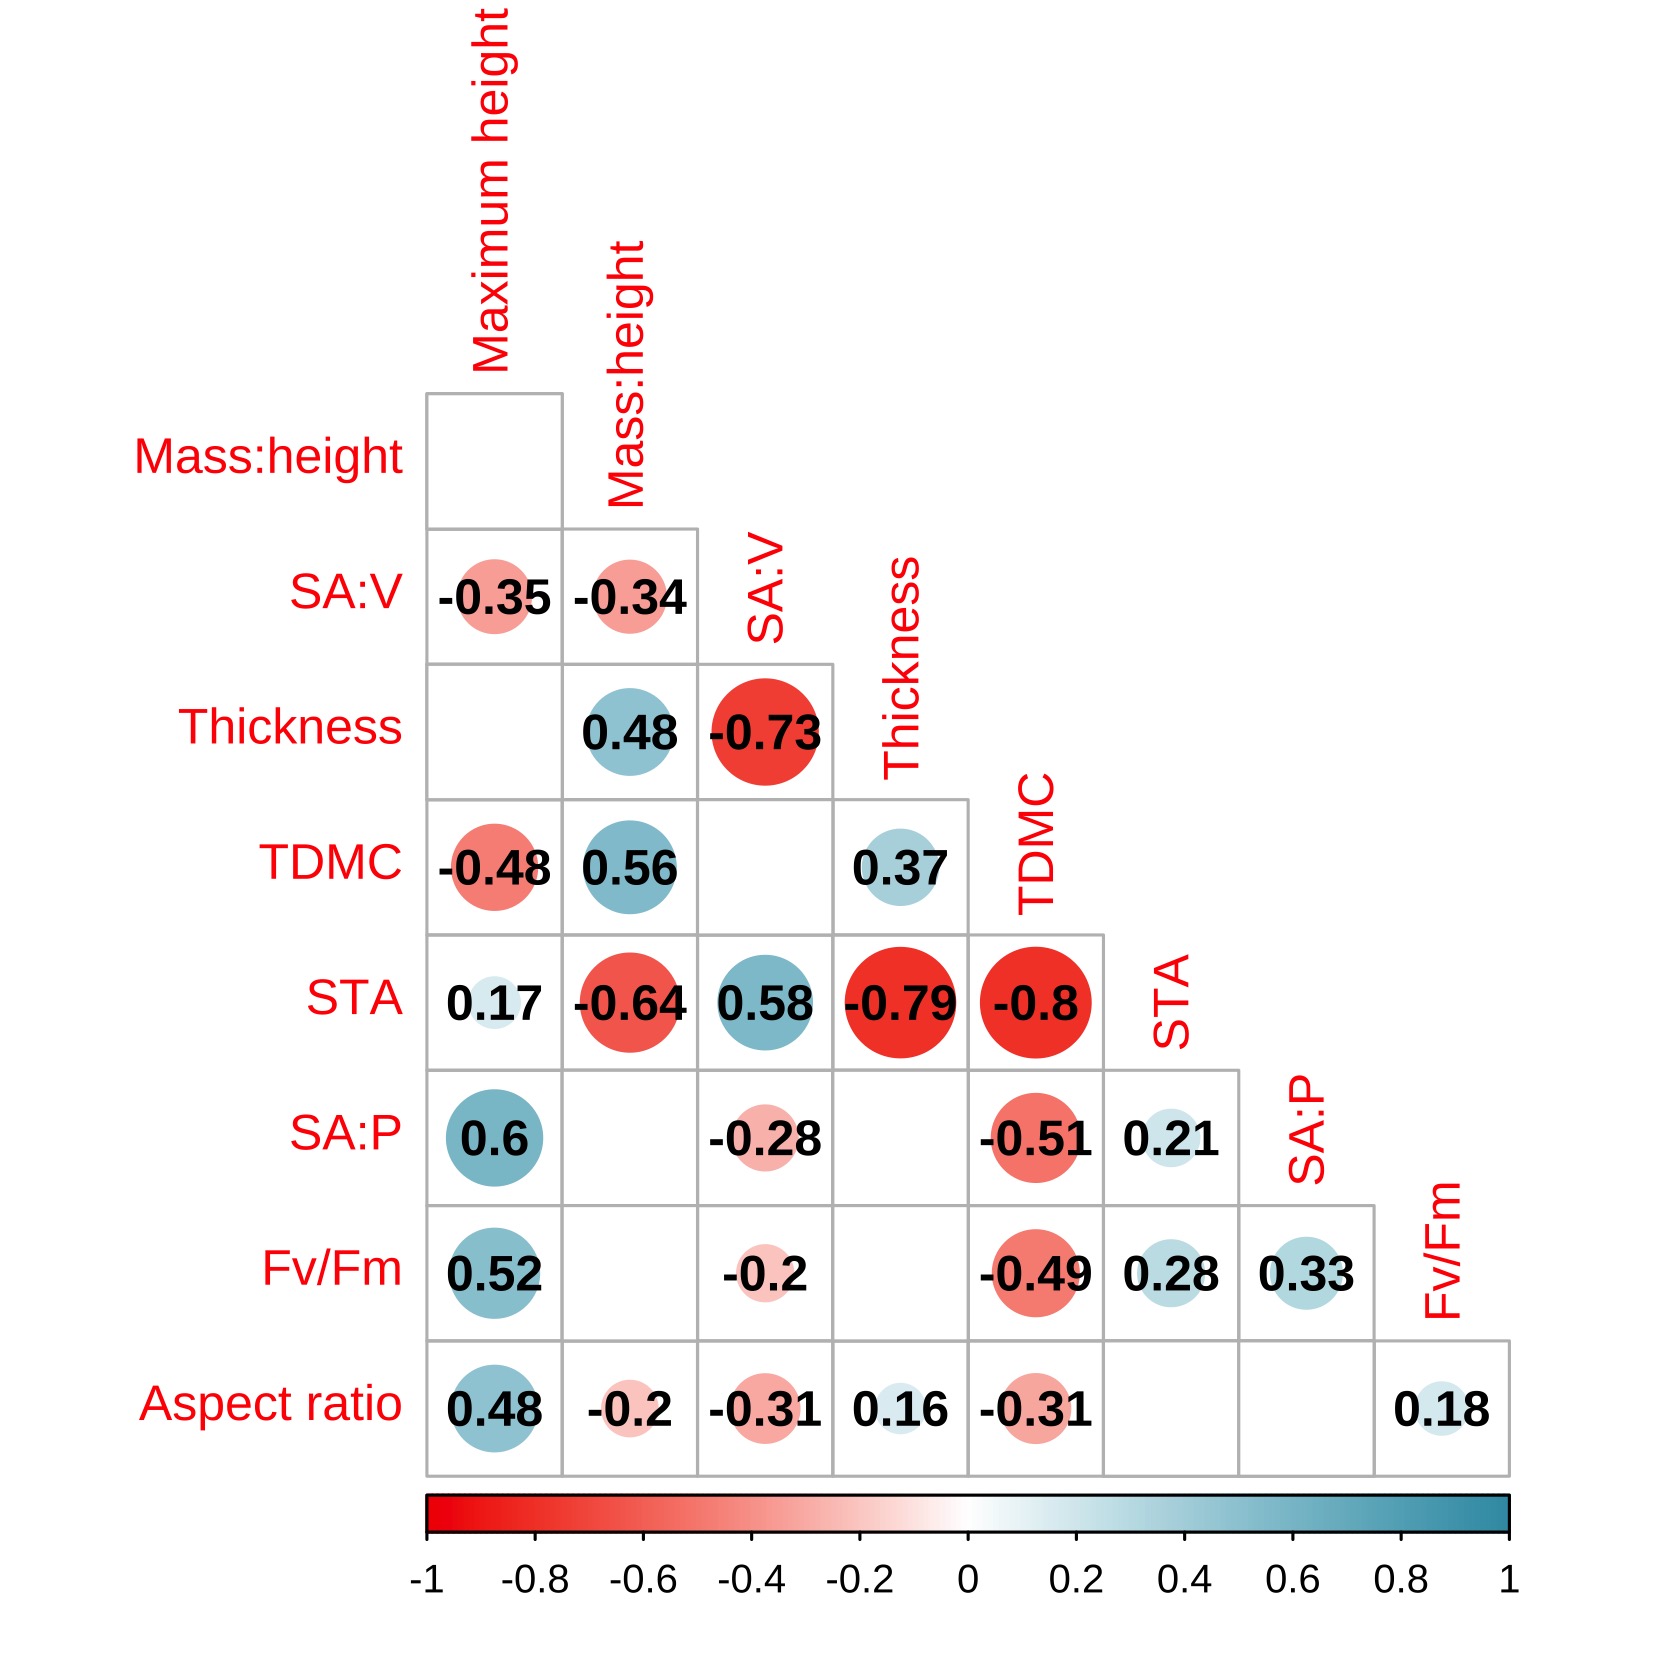 Maximum height
Mass:height
SA:V
Thickness
TDMC
STA
SA:P
Fv/Fm
Mass:height
SA:V -0.35 -0.34
Thickness 0.48 -0.73
TDMC -0.48 0.56 0.37
STA 0.17 -0.64 0.58 -0.79 -0.8
SA:P 0.6 -0.28 -0.51 0.21
Fv/Fm 0.52 -0.2 -0.49 0.28 0.33
Aspect ratio 0.48 -0.2 -0.31 0.16 -0.31 0.18
-1 -0.8 -0.6 -0.4 -0.2 0 0.2 0.4 0.6 0.8 1